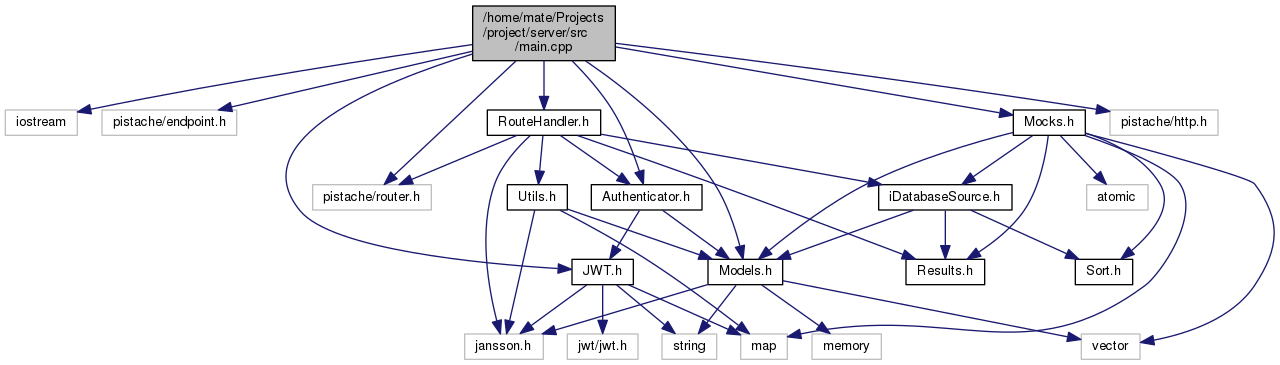 /home/mate/Projects
/project/server/src
/main.cpp
iostream
pistache/endpoint.h
RouteHandler.h
Mocks.h
pistache/http.h
pistache/router.h
Utils.h
Authenticator.h
iDatabaseSource.h
atomic
JWT.h
Models.h
Results.h
Sort.h
jansson.h
jwt/jwt.h
string
map
memory
vector